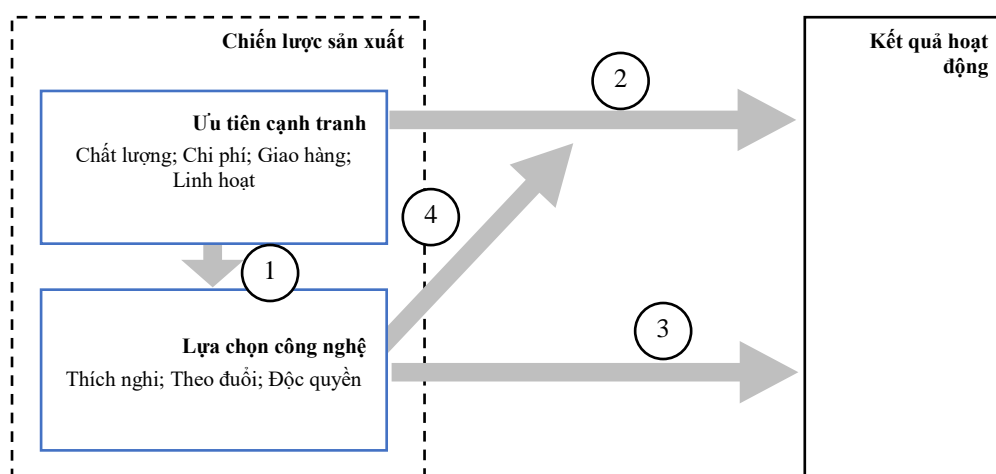 Chiến lược sản xuất
Kết quả hoạt
động
2
Ưu tiên cạnh tranh
Chất lượng; Chi phí; Giao hàng;
Linh hoạt
4
1
3
Lựa chọn công nghệ
Thích nghi; Theo đuổi; Độc quyền